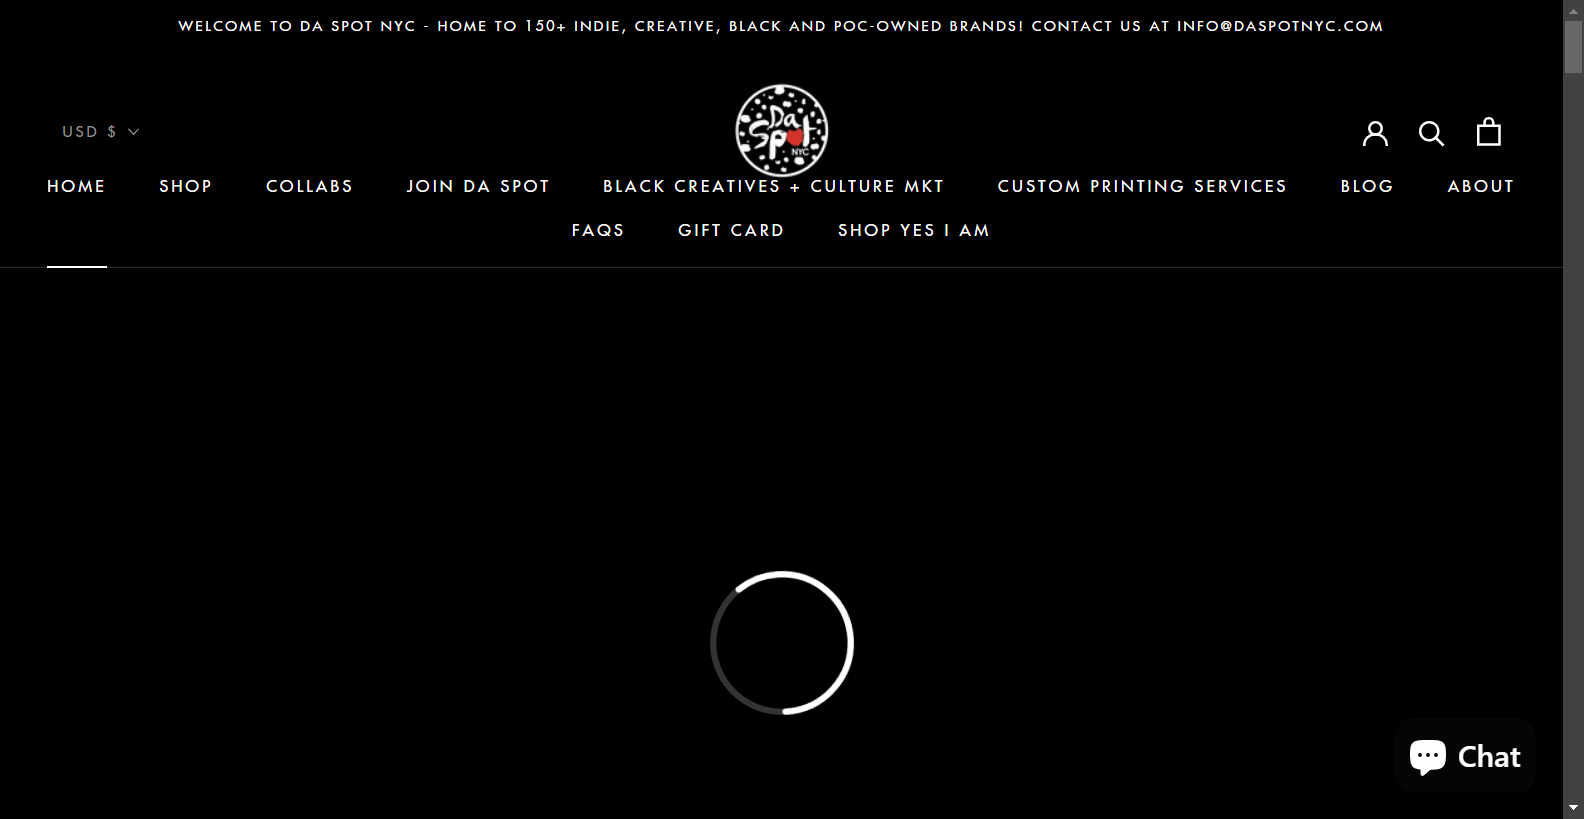 WELCOME TO DA SPOT NYC - HOME TO 150+ INDIE, CREATIVE, BLACK AND POC-OWNED BRANDS! CONTACT US AT INFO@DASPOTNYC.COM
USD $
Da
Spot
NYC
HOME SHOP COLLABS JOIN DA SPOT BLACK CREATIVES + CULTURE MKT CUSTOM PRINTING SERVICES BLOG ABOUT
FAQS GIFT CARD SHOP YES I AM
Chat